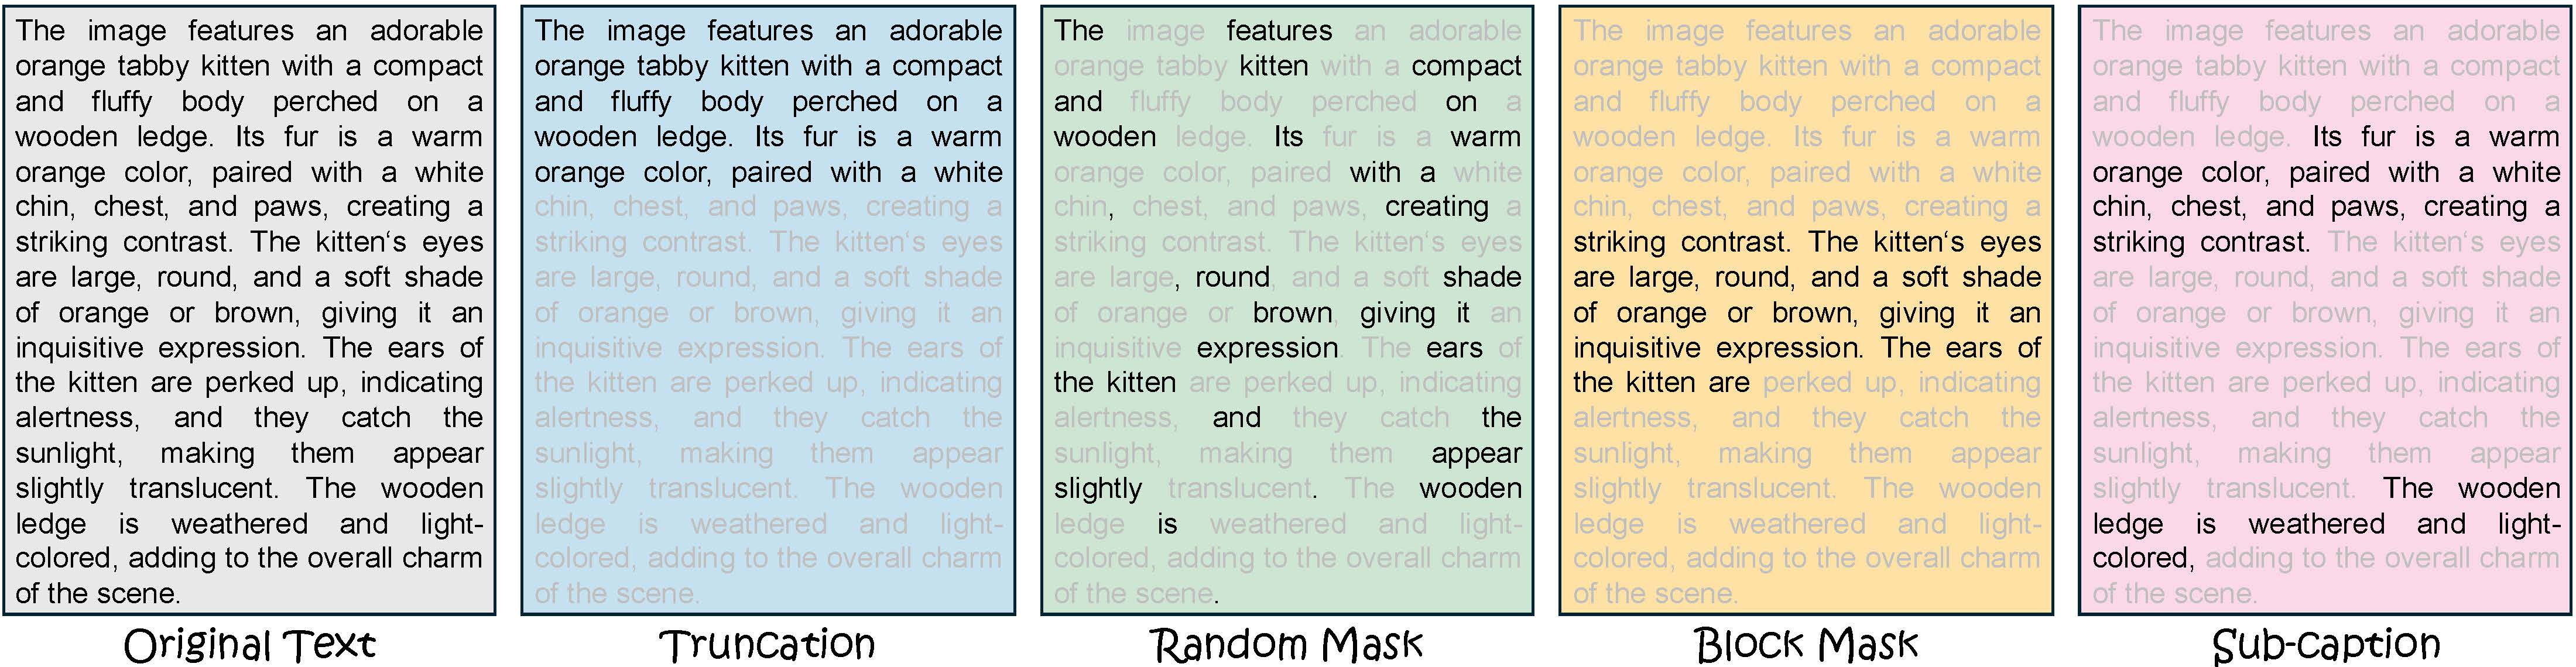 The image features an adorable
orange tabby kitten with a compact
and fluffy body perched on a
wooden ledge. Its fur is a warm
orange color, paired with a white
chin, chest, and paws, creating a
striking contrast. The kitten‘s eyes
are large, round, and a soft shade
of orange or brown, giving it an
inquisitive expression. The ears of
the kitten are perked up, indicating
alertness, and they catch the
sunlight, making them appear
slightly translucent. The wooden
ledge is weathered and light-
colored, adding to the overall charm
of the scene.
Original Text
The image features an adorable
orange tabby kitten with a compact
and fluffy body perched on a
wooden ledge. Its fur is a warm
orange color, paired with a white
chin, chest, and paws, creating a
striking contrast. The kitten‘s eyes
are large, round, and a soft shade
of orange or brown, giving it an
inquisitive expression. The ears of
the kitten are perked up, indicating
alertness, and they catch the
sunlight, making them appear
slightly translucent. The wooden
ledge is weathered and light-
colored, adding to the overall charm
of the scene.
Truncation
The image features an adorable
orange tabby kitten with a compact
and fluffy body perched on a
wooden ledge. Its fur is a warm
orange color, paired with a white
chin, chest, and paws, creating a
striking contrast. The kitten‘s eyes
are large, round, and a soft shade
of orange or brown, giving it an
inquisitive expression. The ears of
the kitten are perked up, indicating
alertness, and they catch the
sunlight, making them appear
slightly translucent. The wooden
ledge is weathered and light-
colored, adding to the overall charm
of the scene.
Random Mask
The image features an adorable
orange tabby kitten with a compact
and fluffy body perched on a
wooden ledge. Its fur is a warm
orange color, paired with a white
chin, chest, and paws, creating a
striking contrast. The kitten‘s eyes
are large, round, and a soft shade
of orange or brown, giving it an
inquisitive expression. The ears of
the kitten are perked up, indicating
alertness, and they catch the
sunlight, making them appear
slightly translucent. The wooden
ledge is weathered and light-
colored, adding to the overall charm
of the scene.
Block Mask
The image features an adorable
orange tabby kitten with a compact
and fluffy body perched on a
wooden ledge. Its fur is a warm
orange color, paired with a white
chin, chest, and paws, creating a
striking contrast. The kitten‘s eyes
are large, round, and a soft shade
of orange or brown, giving it an
inquisitive expression. The ears of
the kitten are perked up, indicating
alertness, and they catch the
sunlight, making them appear
slightly translucent. The wooden
ledge is weathered and light-
colored, adding to the overall charm
of the scene.
Sub-caption